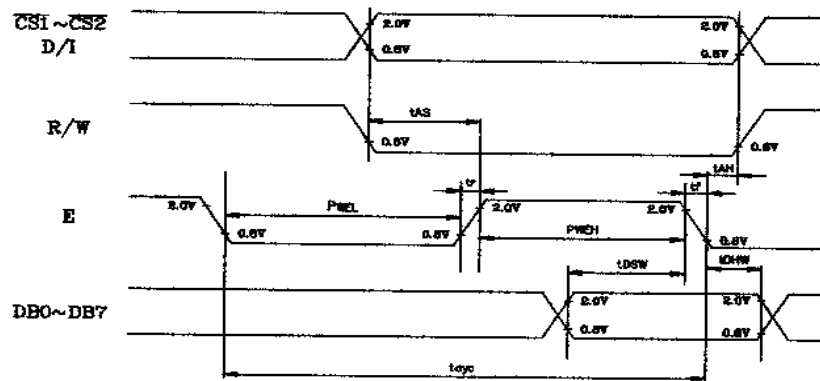 CS1~CS2
D/I
2.0V
2.0V
0.8V
0.8V
R/W
tAS
0.8V
0.8V
tAH
E
2.0V
PWEL
tr
2.0V
2.0V
tf
0.8V
0.8V
PWEH
0.8V
tDSW
tDHW
DB0~DB7
2.0V
2.0V
0.8V
0.8V
tcyc